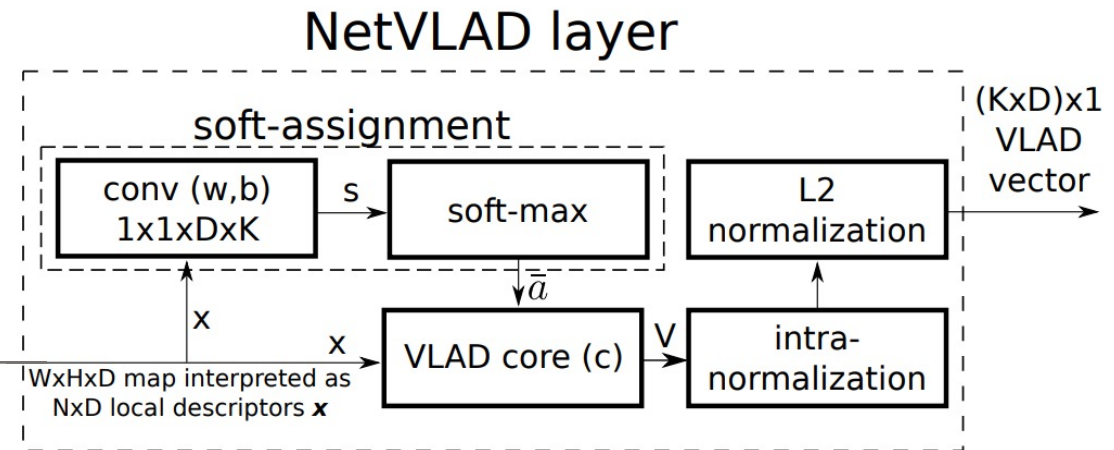 NetVLAD layer
soft-assignment
conv (w,b)
1x1xDxK
s
soft-max
L2
normalization
(KxD)x1
VLAD
vector
x
ā
x
VLAD core (c)
V
intra-
normalization
WxHxD map interpreted as
NxD local descriptors x